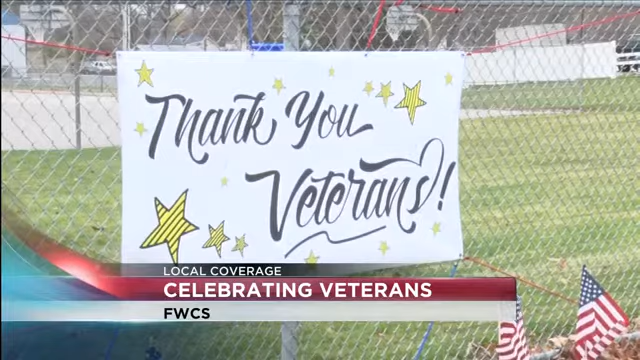 Thank You
Veterans!
LOCAL COVERAGE
CELEBRATING VETERANS
FWCS